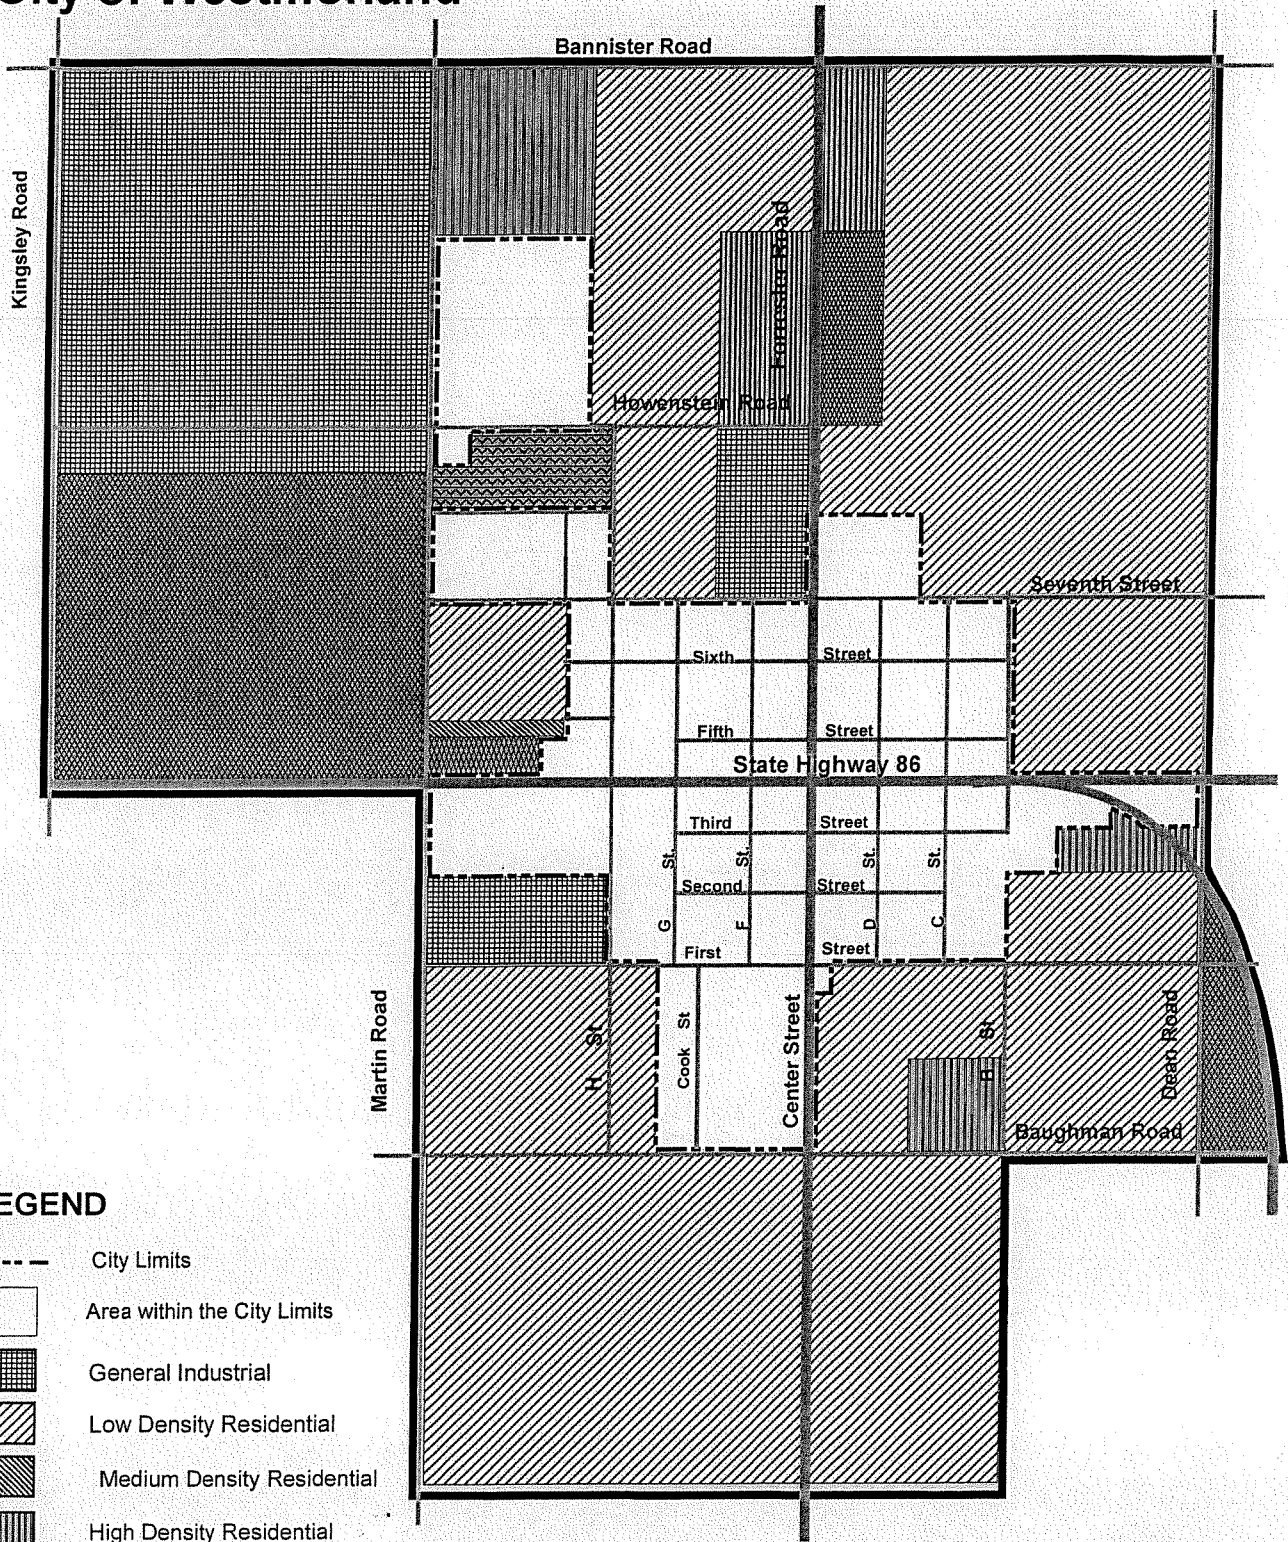 City of Westmorland
Bannister Road
Kingsley Road
Forrester Road
Howenstein Road
Seventh Street
Sixth Street
Fifth Street
State Highway 86
Third Street
G St.
F St.
D St.
C St.
Second Street
First Street
Martin Road
H St
Cook St
Center Street
B St
Dean Road
Baughman Road
EGEND
City Limits
Area within the City Limits
General Industrial
Low Density Residential
Medium Density Residential
High Density Residential